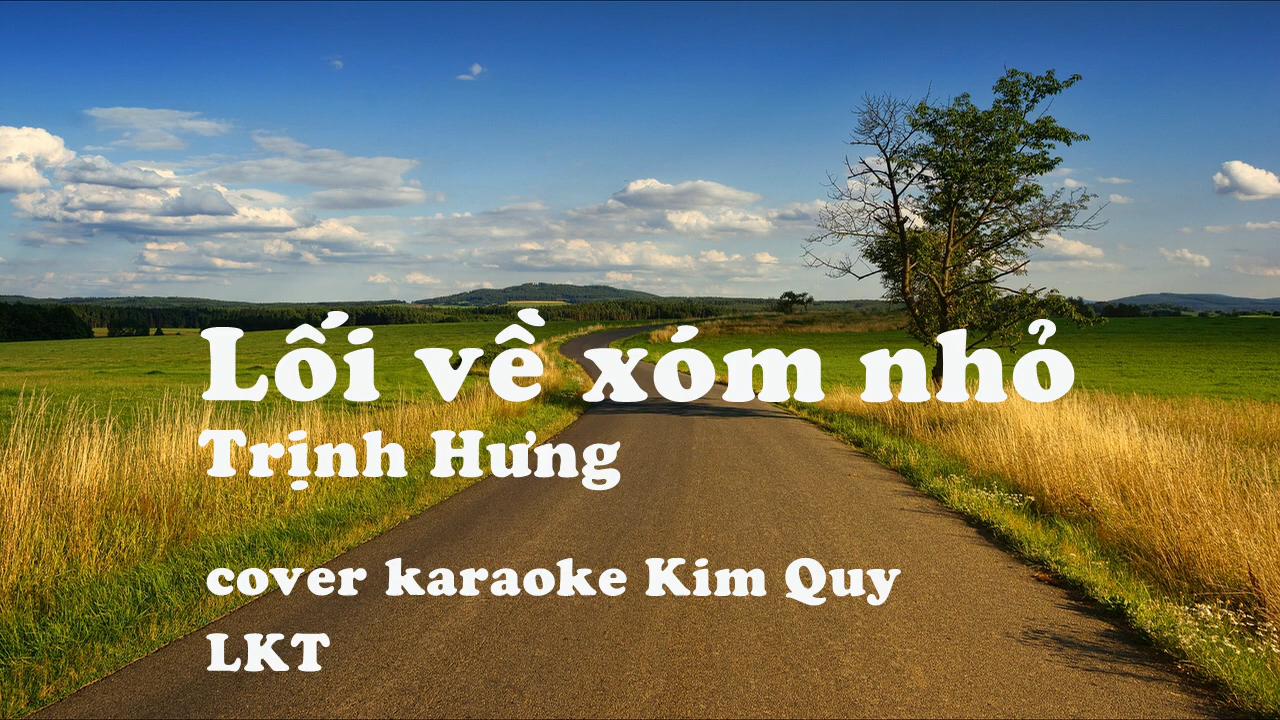 Lối về xóm nhỏ
Trịnh Hưng
cover karaoke Kim Quy
LKT